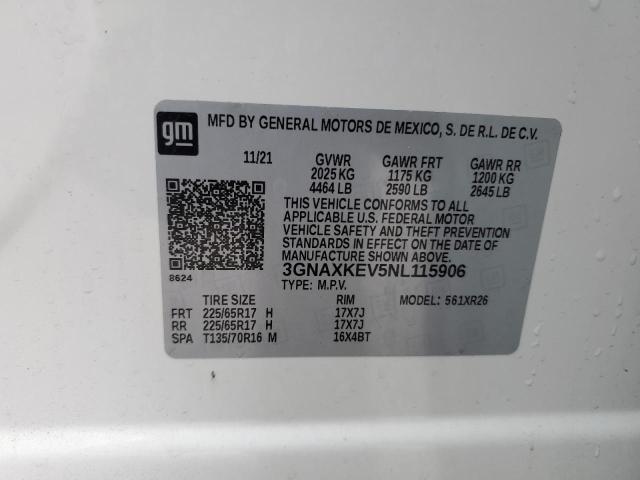 gm
MFD BY GENERAL MOTORS DE MEXICO, S. DE R.L. DE C.V.
11/21 GVWR GAWR FRT GAWR RR
2025 KG 1175 KG 1200 KG
4464 LB 2590 LB 2645 LB
THIS VEHICLE CONFORMS TO ALL
APPLICABLE U.S. FEDERAL MOTOR
VEHICLE SAFETY AND THEFT PREVENTION
STANDARDS IN EFFECT ON THE DATE OF
MANUFACTURE SHOWN ABOVE.
8624 3GNAXKEV5NL115906
TYPE: M.P.V.
TIRE SIZE RIM MODEL: 561XR26
FRT 225/65R17 H 17X7J
RR 225/65R17 H 17X7J
SPA T135/70R16 M 16X4BT